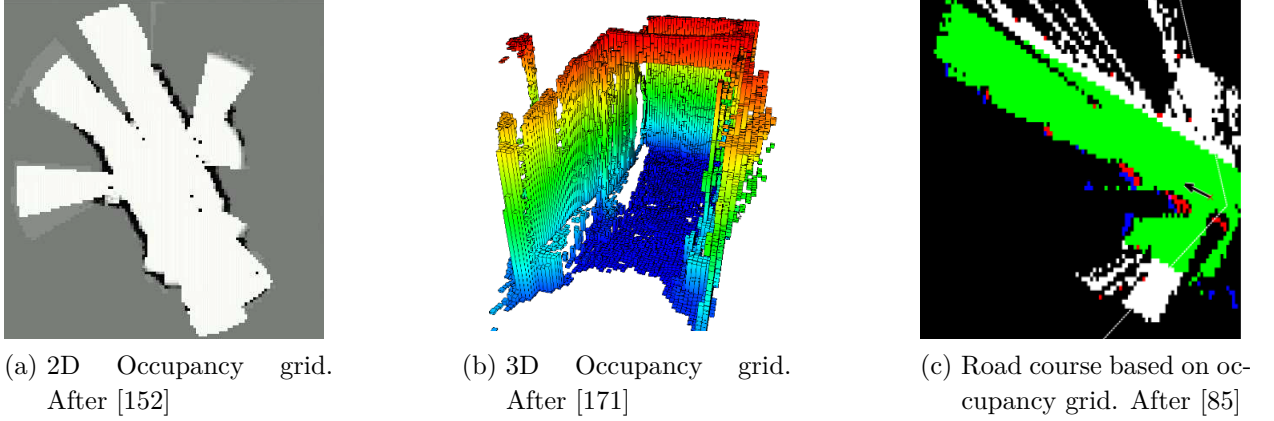 (a) 2D Occupancy grid.
After [152]
(b) 3D Occupancy grid.
After [171]
(c) Road course based on oc-
cupancy grid. After [85]